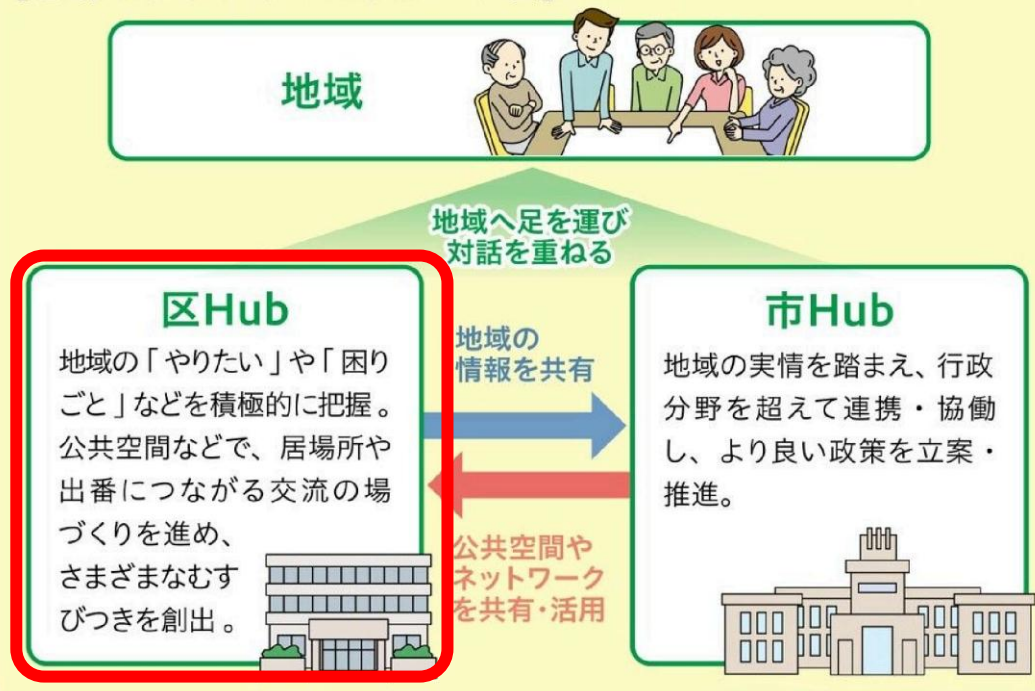 地域
地域へ足を運び
対話を重ねる
区Hub
地域の「やりたい」や「困り
ごと」などを積極的に把握。
公共空間などで、居場所や
出番につながる交流の場
づくりを進め、
さまざまなむす
びつきを創出。
地域の
情報を共有
公共空間や
ネットワーク
を共有・活用
市Hub
地域の実情を踏まえ、行政
分野を超えて連携・協働
し、より良い政策を立案・
推進。